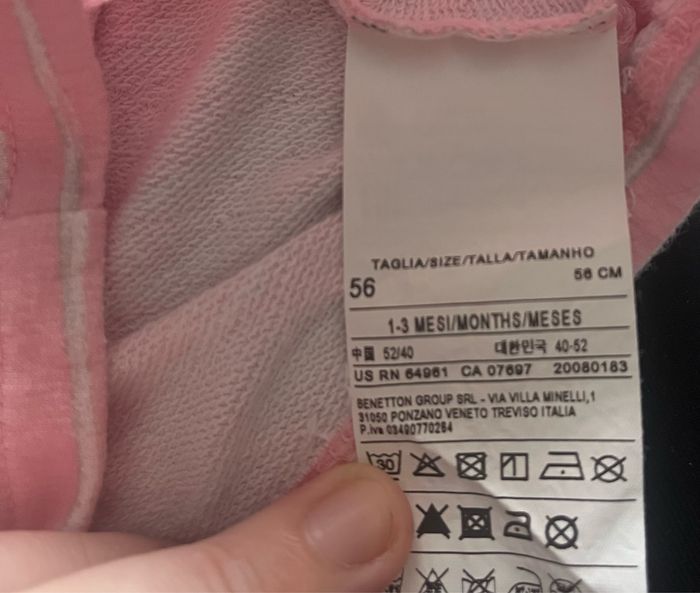 TAGLIA/SIZE/TALLA/TAMANHO
56 56 CM
1-3 MESI/MONTHS/MESES
中国 52/40 대한민국 40-52
US RN 64961 CA 07697 20080183
BENETTON GROUP SRL - VIA VILLA MINELLI,1
31050 PONZANO VENETO TREVISO ITALIA
P.iva 03490770264
30